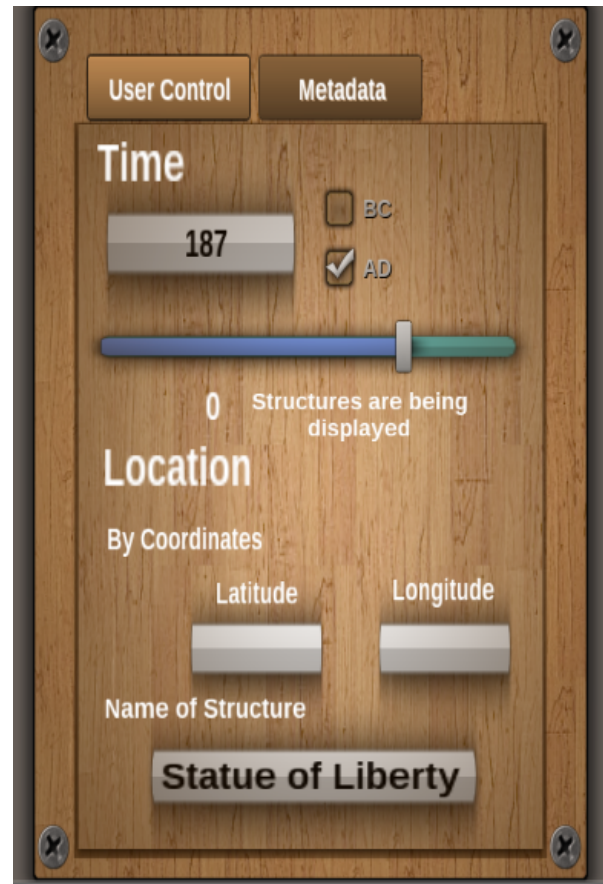 User Control
Metadata
Time
187
BC
AD
0
Structures are being
displayed
Location
By Coordinates
Latitude
Longitude
Name of Structure
Statue of Liberty